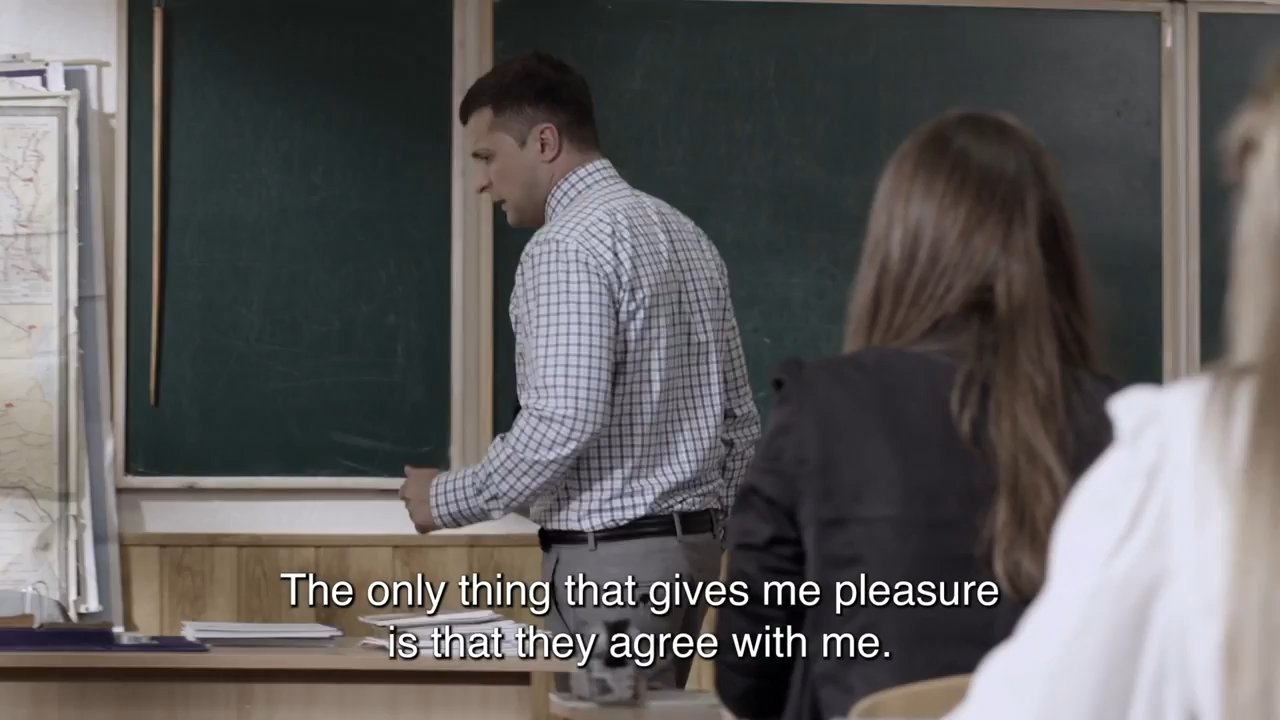 The only thing that gives me pleasure
is that they agree with me.